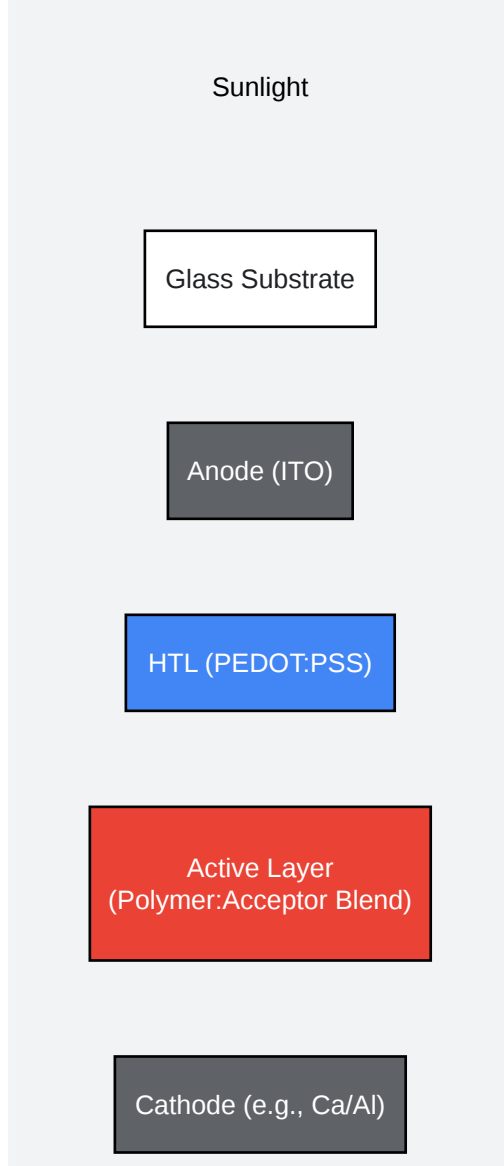 Sunlight
Glass Substrate
Anode (ITO)
HTL (PEDOT:PSS)
Active Layer
(Polymer:Acceptor Blend)
Cathode (e.g., Ca/Al)